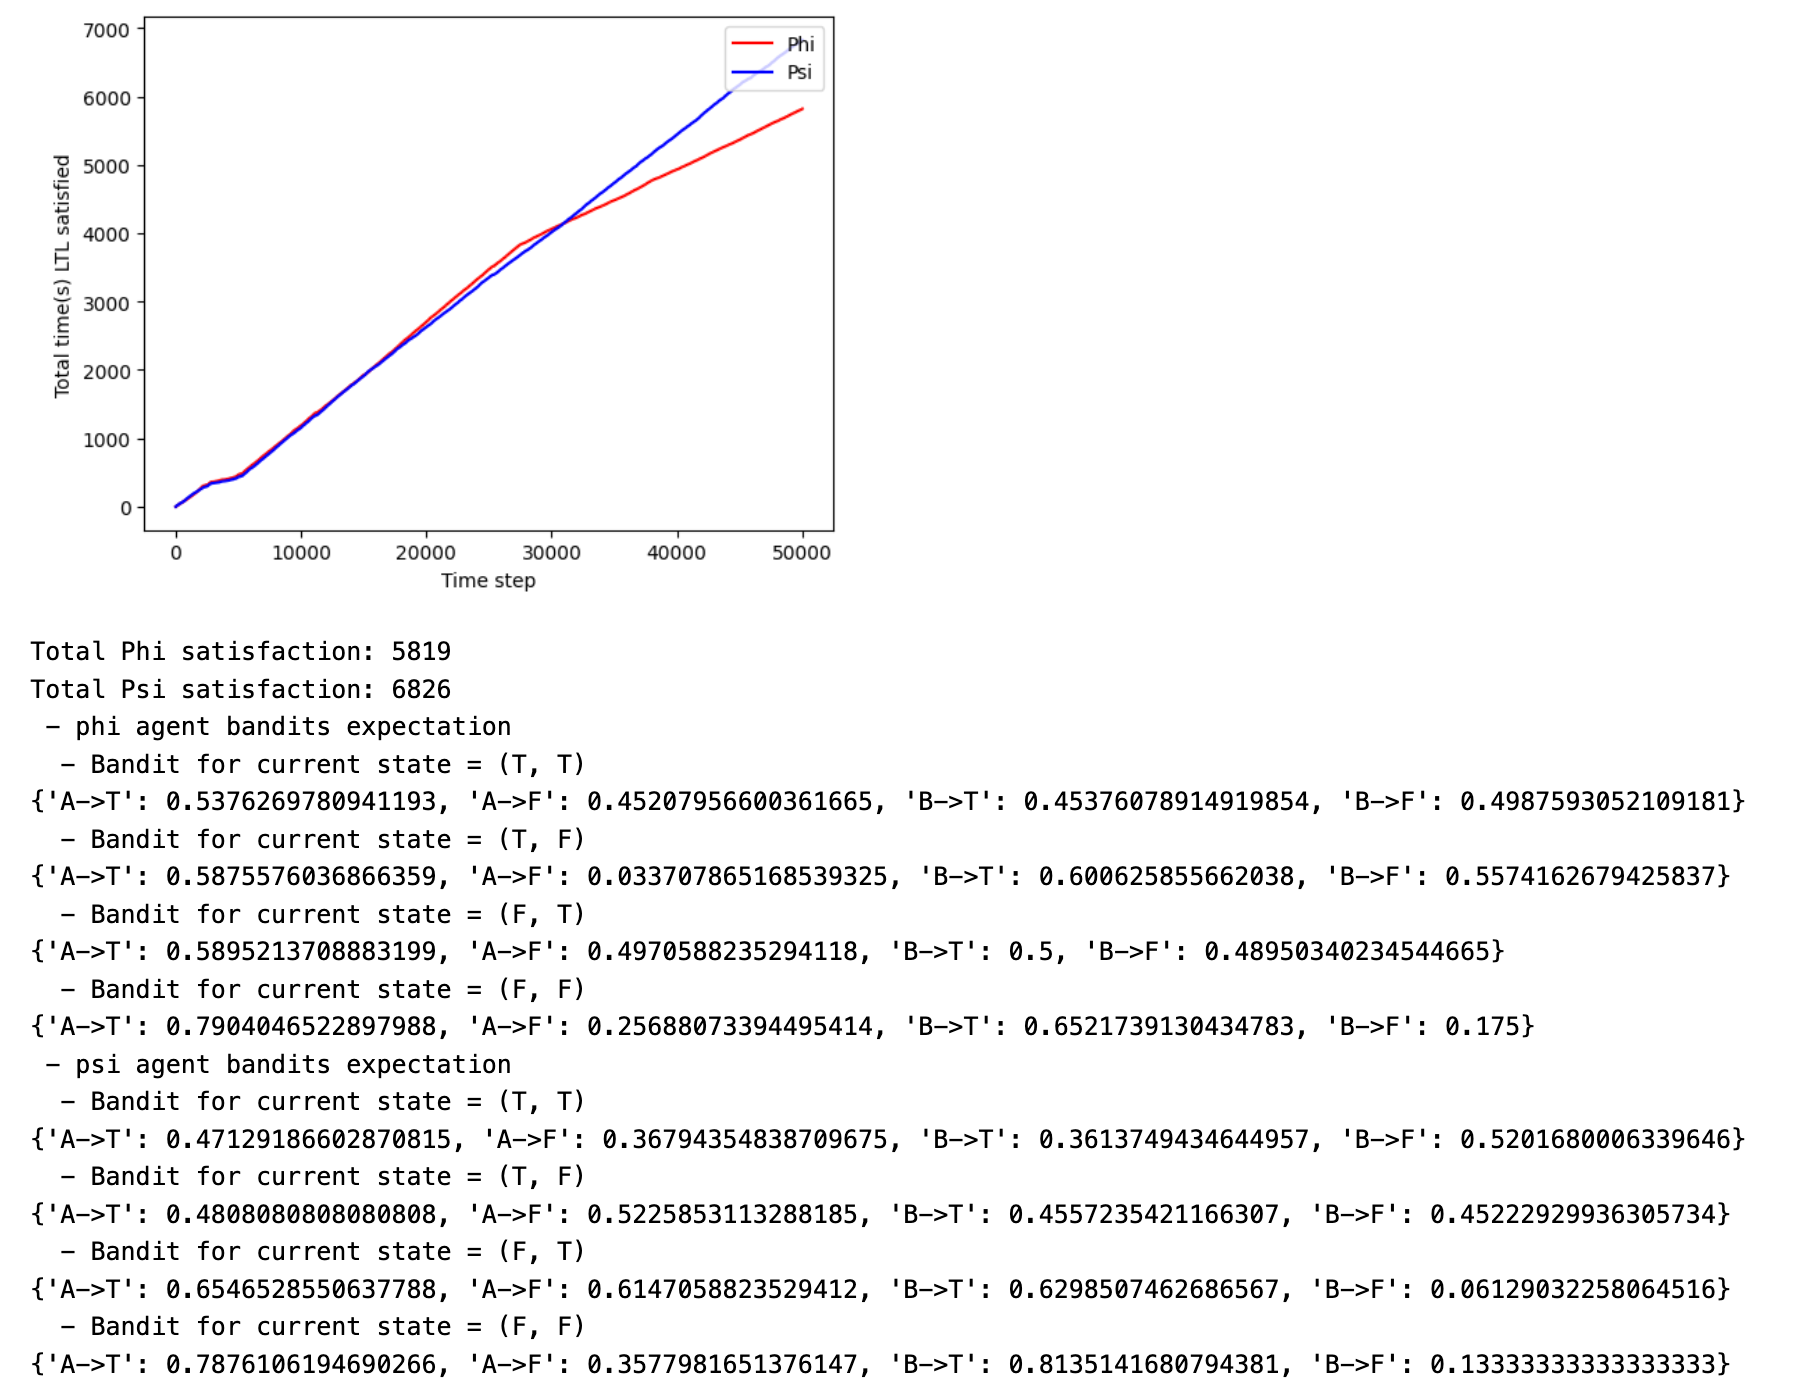 7000
6000
5000
4000
3000
2000
1000
0
Total time(s) LTL satisfied
Phi
Psi
0 10000 20000 30000 40000 50000
Time step
Total Phi satisfaction: 5819
Total Psi satisfaction: 6826
– phi agent bandits expectation
– Bandit for current state = (T, T)
{'A–>T': 0.5376269780941193, 'A–>F': 0.45207956600361665, 'B–>T': 0.45376078914919854, 'B–>F': 0.4987593052109181}
– Bandit for current state = (T, F)
{'A–>T': 0.5875576036866359, 'A–>F': 0.033707865168539325, 'B–>T': 0.600625855662038, 'B–>F': 0.5574162679425837}
– Bandit for current state = (F, T)
{'A–>T': 0.5895213708883199, 'A–>F': 0.4970588235294118, 'B–>T': 0.5, 'B–>F': 0.48950340234544665}
– Bandit for current state = (F, F)
{'A–>T': 0.7904046522897988, 'A–>F': 0.25688073394495414, 'B–>T': 0.6521739130434783, 'B–>F': 0.175}
– psi agent bandits expectation
– Bandit for current state = (T, T)
{'A–>T': 0.47129186602870815, 'A–>F': 0.36794354838709675, 'B–>T': 0.3613749434644957, 'B–>F': 0.5201680006339646}
– Bandit for current state = (T, F)
{'A–>T': 0.4808080808080808, 'A–>F': 0.5225853113288185, 'B–>T': 0.4557235421166307, 'B–>F': 0.45222929936305734}
– Bandit for current state = (F, T)
{'A–>T': 0.6546528550637788, 'A–>F': 0.6147058823529412, 'B–>T': 0.6298507462686567, 'B–>F': 0.06129032258064516}
– Bandit for current state = (F, F)
{'A–>T': 0.7876106194690266, 'A–>F': 0.3577981651376147, 'B–>T': 0.8135141680794381, 'B–>F': 0.13333333333333333}